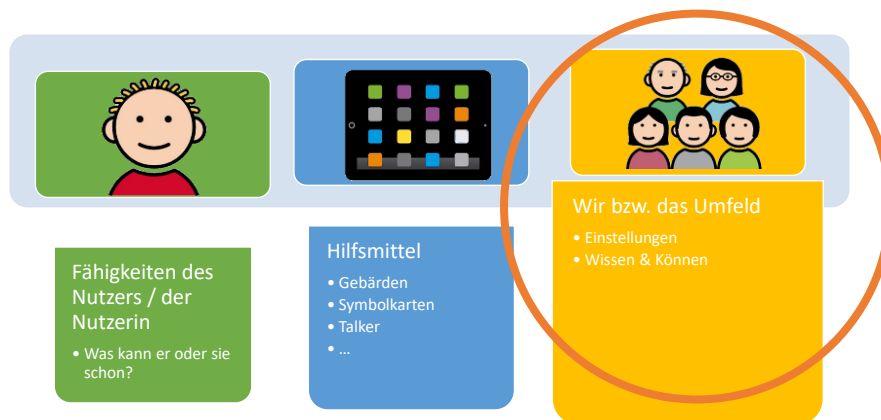 Fähigkeiten des
Nutzers / der
Nutzerin
• Was kann er oder sie
schon?
Hilfsmittel
• Gebärden
• Symbolkarten
• Talker
• ...
Wir bzw. das Umfeld
• Einstellungen
• Wissen & Können